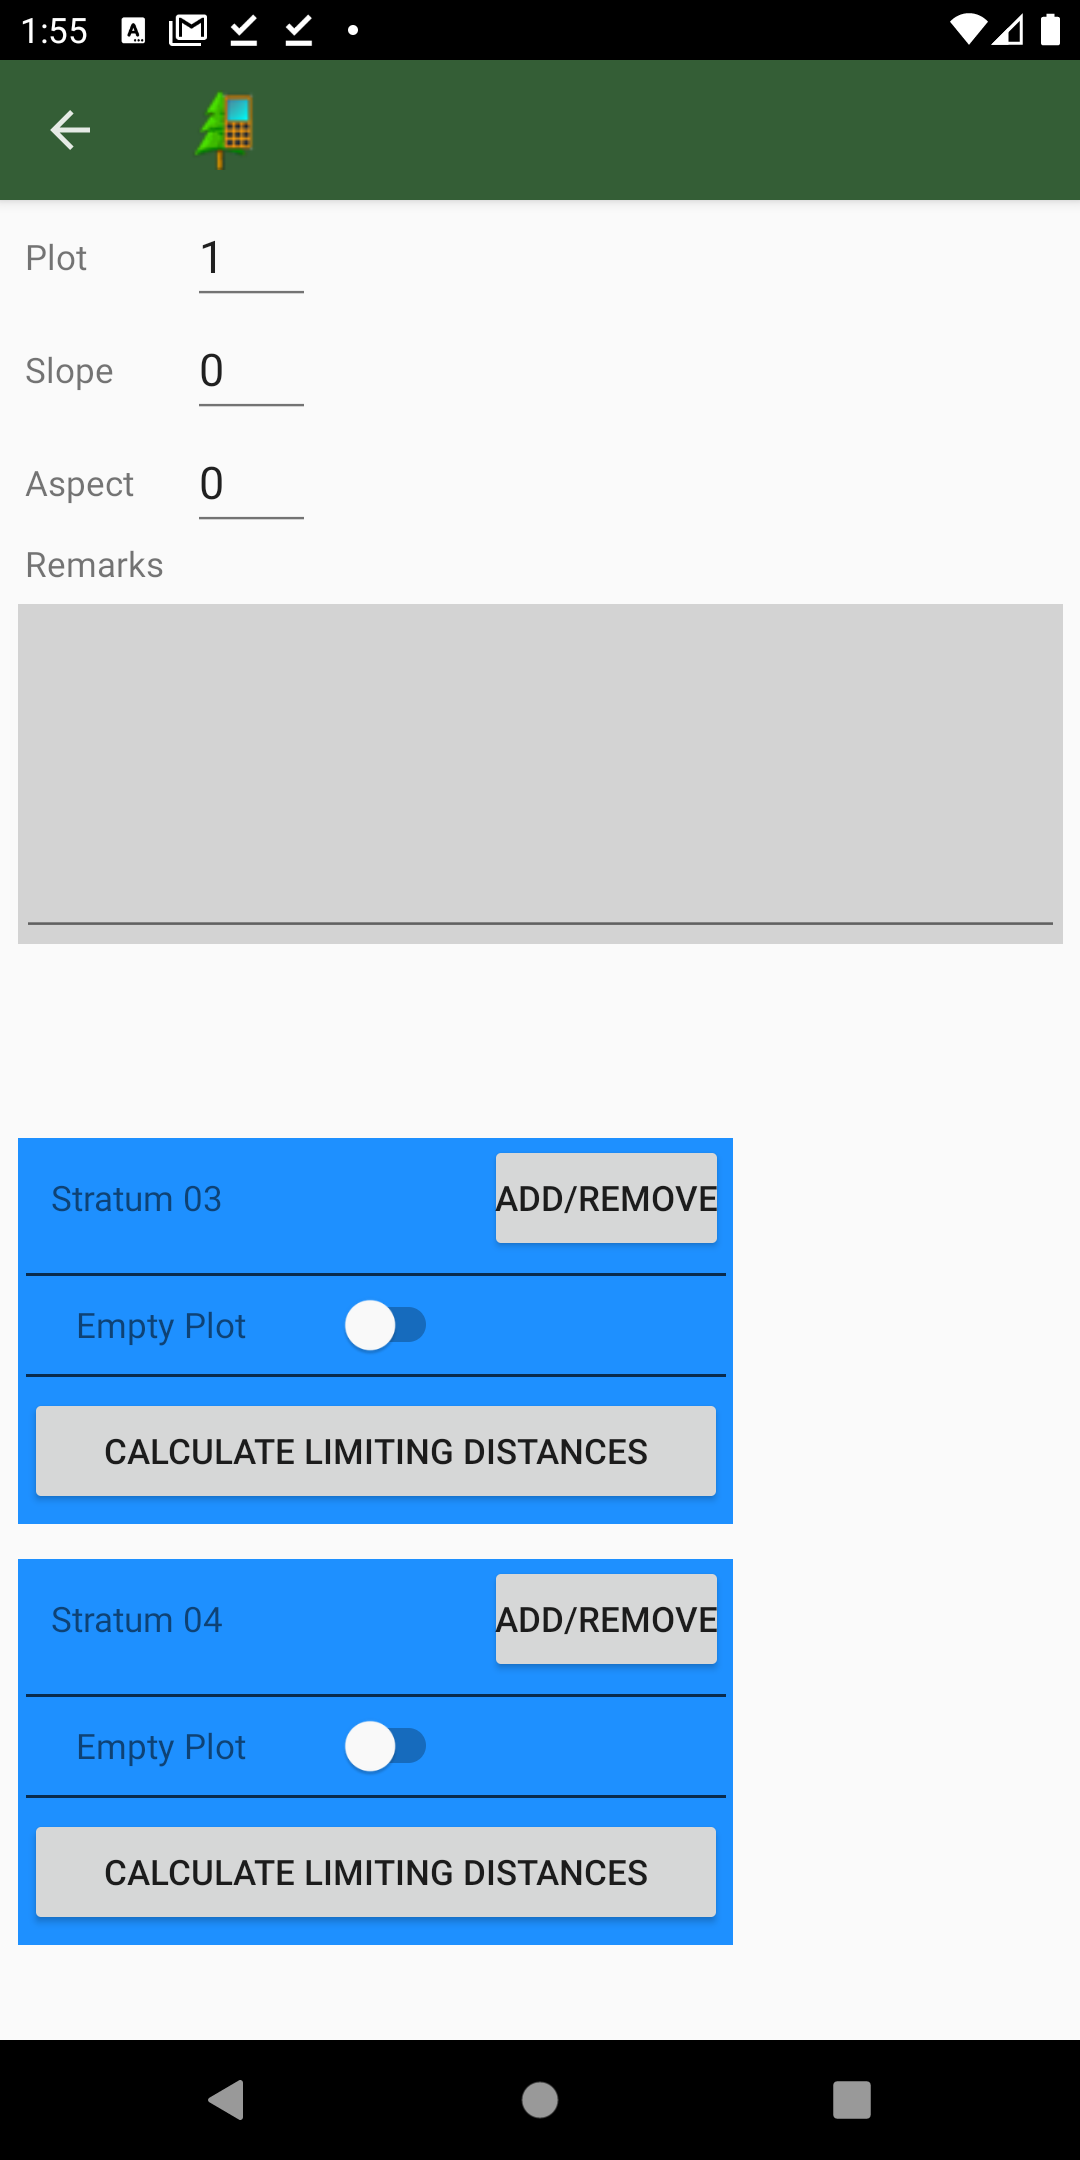 1:55
Plot 1
Slope 0
Aspect 0
Remarks
Stratum 03 ADD/REMOVE
Empty Plot
CALCULATE LIMITING DISTANCES
Stratum 04 ADD/REMOVE
Empty Plot
CALCULATE LIMITING DISTANCES